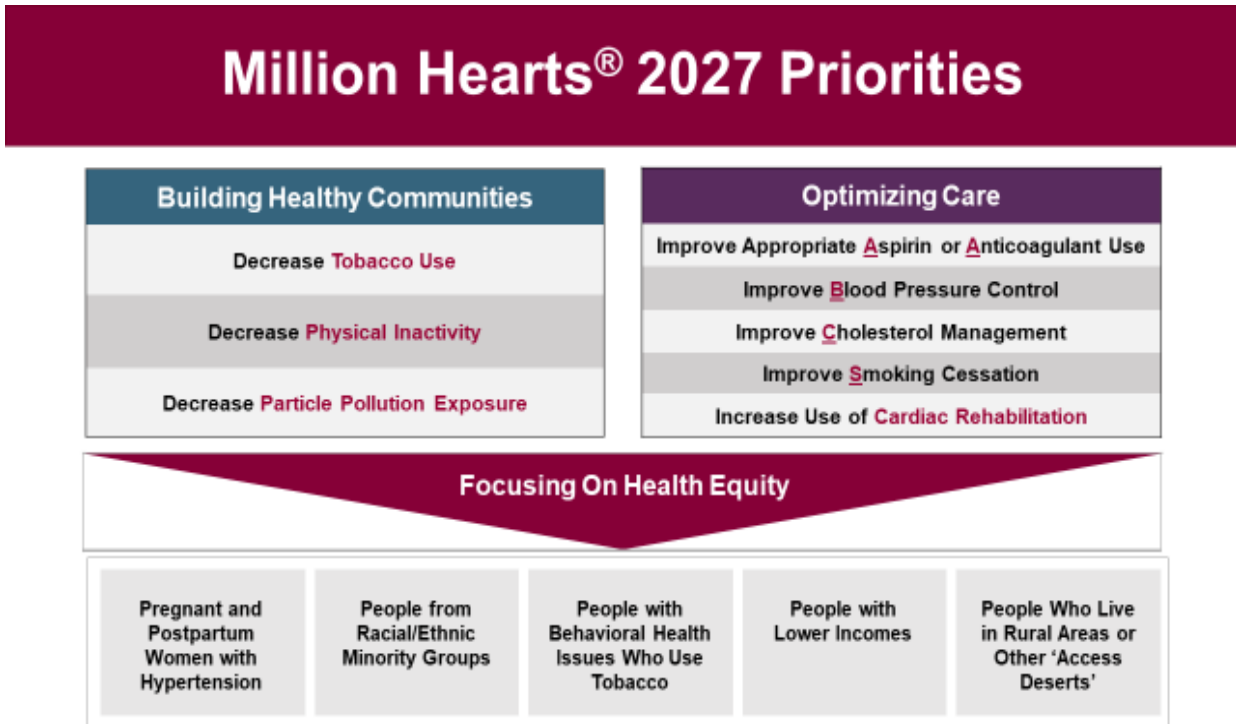 Million Hearts® 2027 Priorities
Building Healthy Communities
Decrease Tobacco Use
Decrease Physical Inactivity
Decrease Particle Pollution Exposure
Optimizing Care
Improve Appropriate Aspirin or Anticoagulant Use
Improve Blood Pressure Control
Improve Cholesterol Management
Improve Smoking Cessation
Increase Use of Cardiac Rehabilitation
Focusing On Health Equity
Pregnant and
Postpartum
Women with
Hypertension
People from
Racial/Ethnic
Minority Groups
People with
Behavioral Health
Issues Who Use
Tobacco
People with
Lower Incomes
People Who Live
in Rural Areas or
Other ‘Access
Deserts’